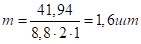 m = 41,94 / 8,8·2·1 = 1,6шт